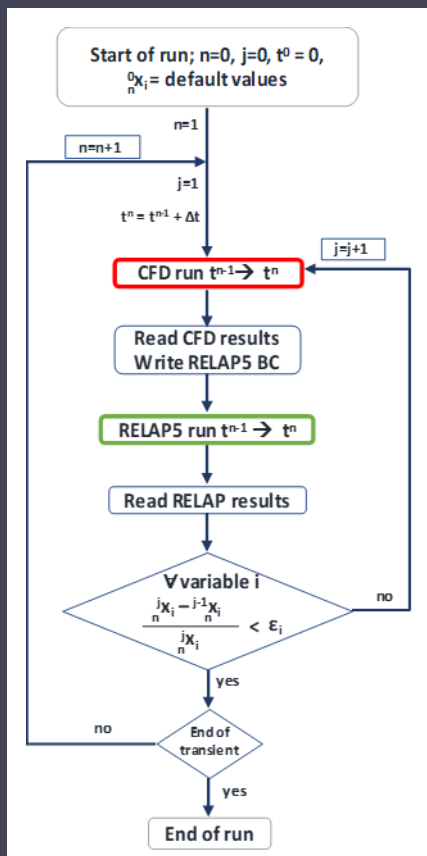 Start of run; n=0, j=0, t⁰ = 0,
⁰ₙxᵢ = default values
n=1
n=n+1
j=1
tⁿ = tⁿ⁻¹ + Δt
j=j+1
CFD run tⁿ⁻¹ → tⁿ
Read CFD results
Write RELAP5 BC
RELAP5 run tⁿ⁻¹ → tⁿ
Read RELAP results
∀ variable i
ʲₙxᵢ – ʲ⁻¹ₙxᵢ
ʲₙxᵢ
< εᵢ
no
yes
no
End of
transient
yes
End of run